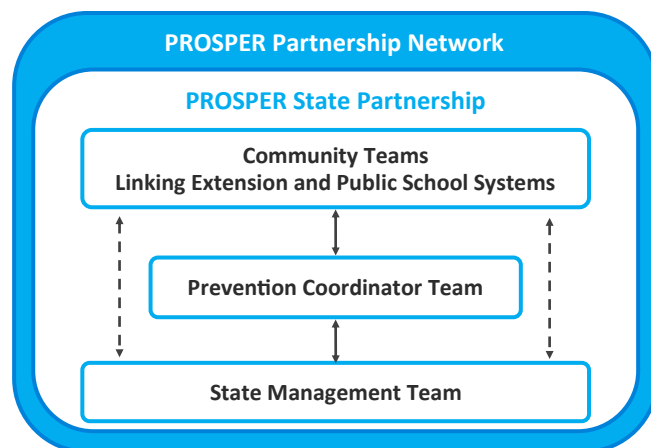 PROSPER Partnership Network
PROSPER State Partnership
Community Teams
Linking Extension and Public School Systems
Prevention Coordinator Team
State Management Team